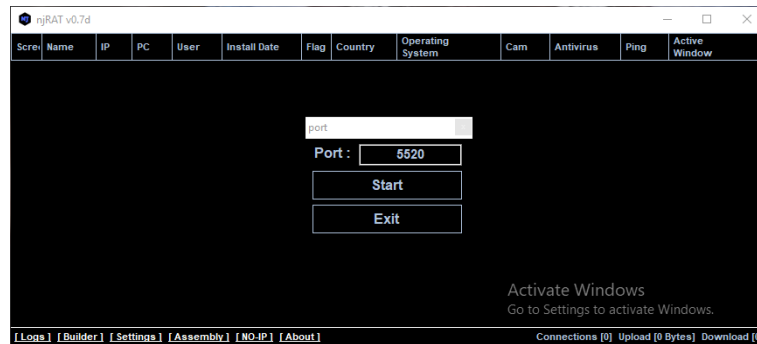 njRAT v0.7d
Scree Name IP PC User Install Date Flag Country Operating System Cam Antivirus Ping Active Window
port
Port : 5520
Start
Exit
Activate Windows
Go to Settings to activate Windows.
[ Logs ] [ Builder ] [ Settings ] [ Assembly ] [ NO-IP ] [ About ] Connections [0] Upload [0 Bytes] Download [0